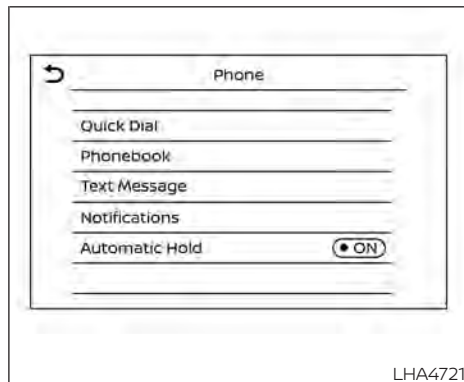 Phone
Quick Dial
Phonebook
Text Message
Notifications
Automatic Hold ON
LHA4721